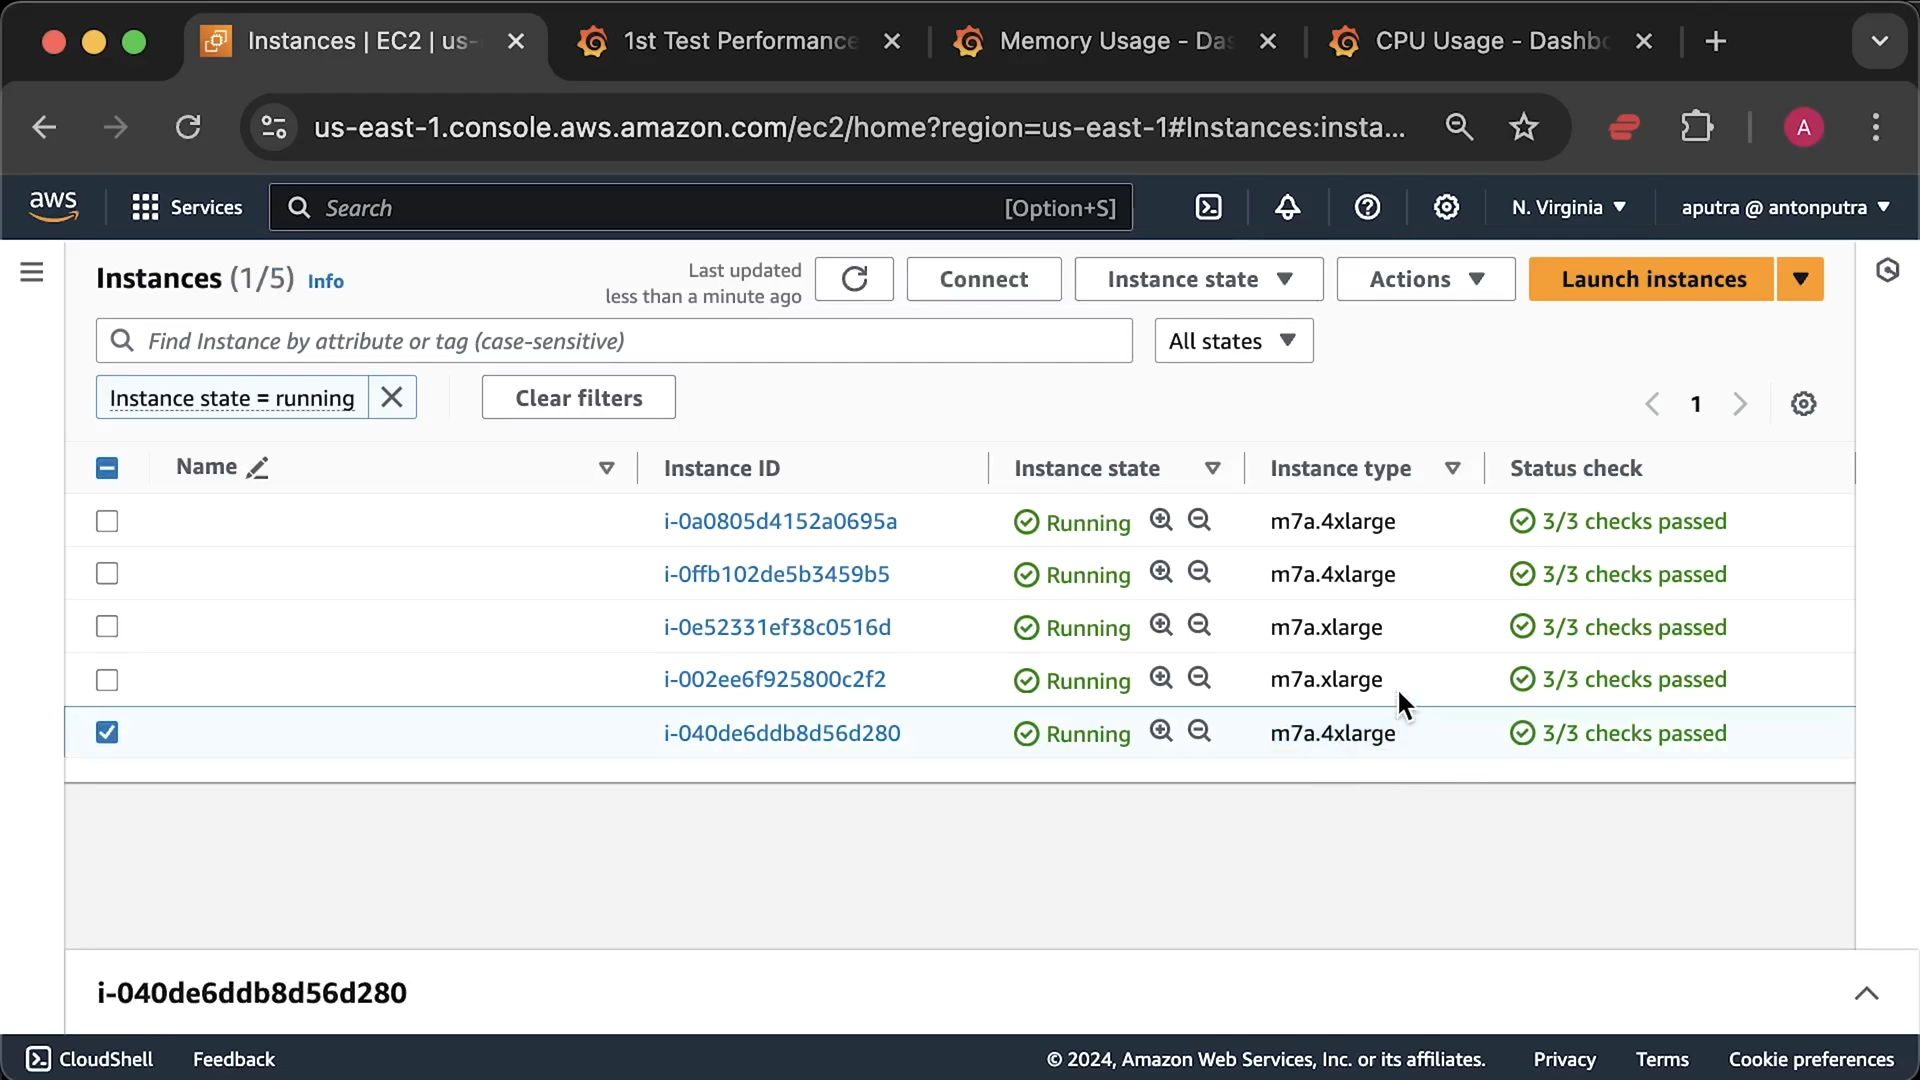 Instances | EC2 | us-
1st Test Performance
Memory Usage - Das
CPU Usage - Dashbo
us-east-1.console.aws.amazon.com/ec2/home?region=us-east-1#Instances:insta...
A
aws
Services
Search
[Option+S]
N. Virginia
aputra @ antonputra
Instances (1/5)
Info
Last updated
less than a minute ago
Connect
Instance state
Actions
Launch instances
Find Instance by attribute or tag (case-sensitive)
All states
Instance state = running
Clear filters
1
Name
Instance ID
Instance state
Instance type
Status check
i-0a0805d4152a0695a Running m7a.4xlarge 3/3 checks passed
i-0ffb102de5b3459b5 Running m7a.4xlarge 3/3 checks passed
i-0e52331ef38c0516d Running m7a.xlarge 3/3 checks passed
i-002ee6f925800c2f2 Running m7a.xlarge 3/3 checks passed
i-040de6ddb8d56d280 Running m7a.4xlarge 3/3 checks passed
i-040de6ddb8d56d280
CloudShell
Feedback
© 2024, Amazon Web Services, Inc. or its affiliates.
Privacy
Terms
Cookie preferences